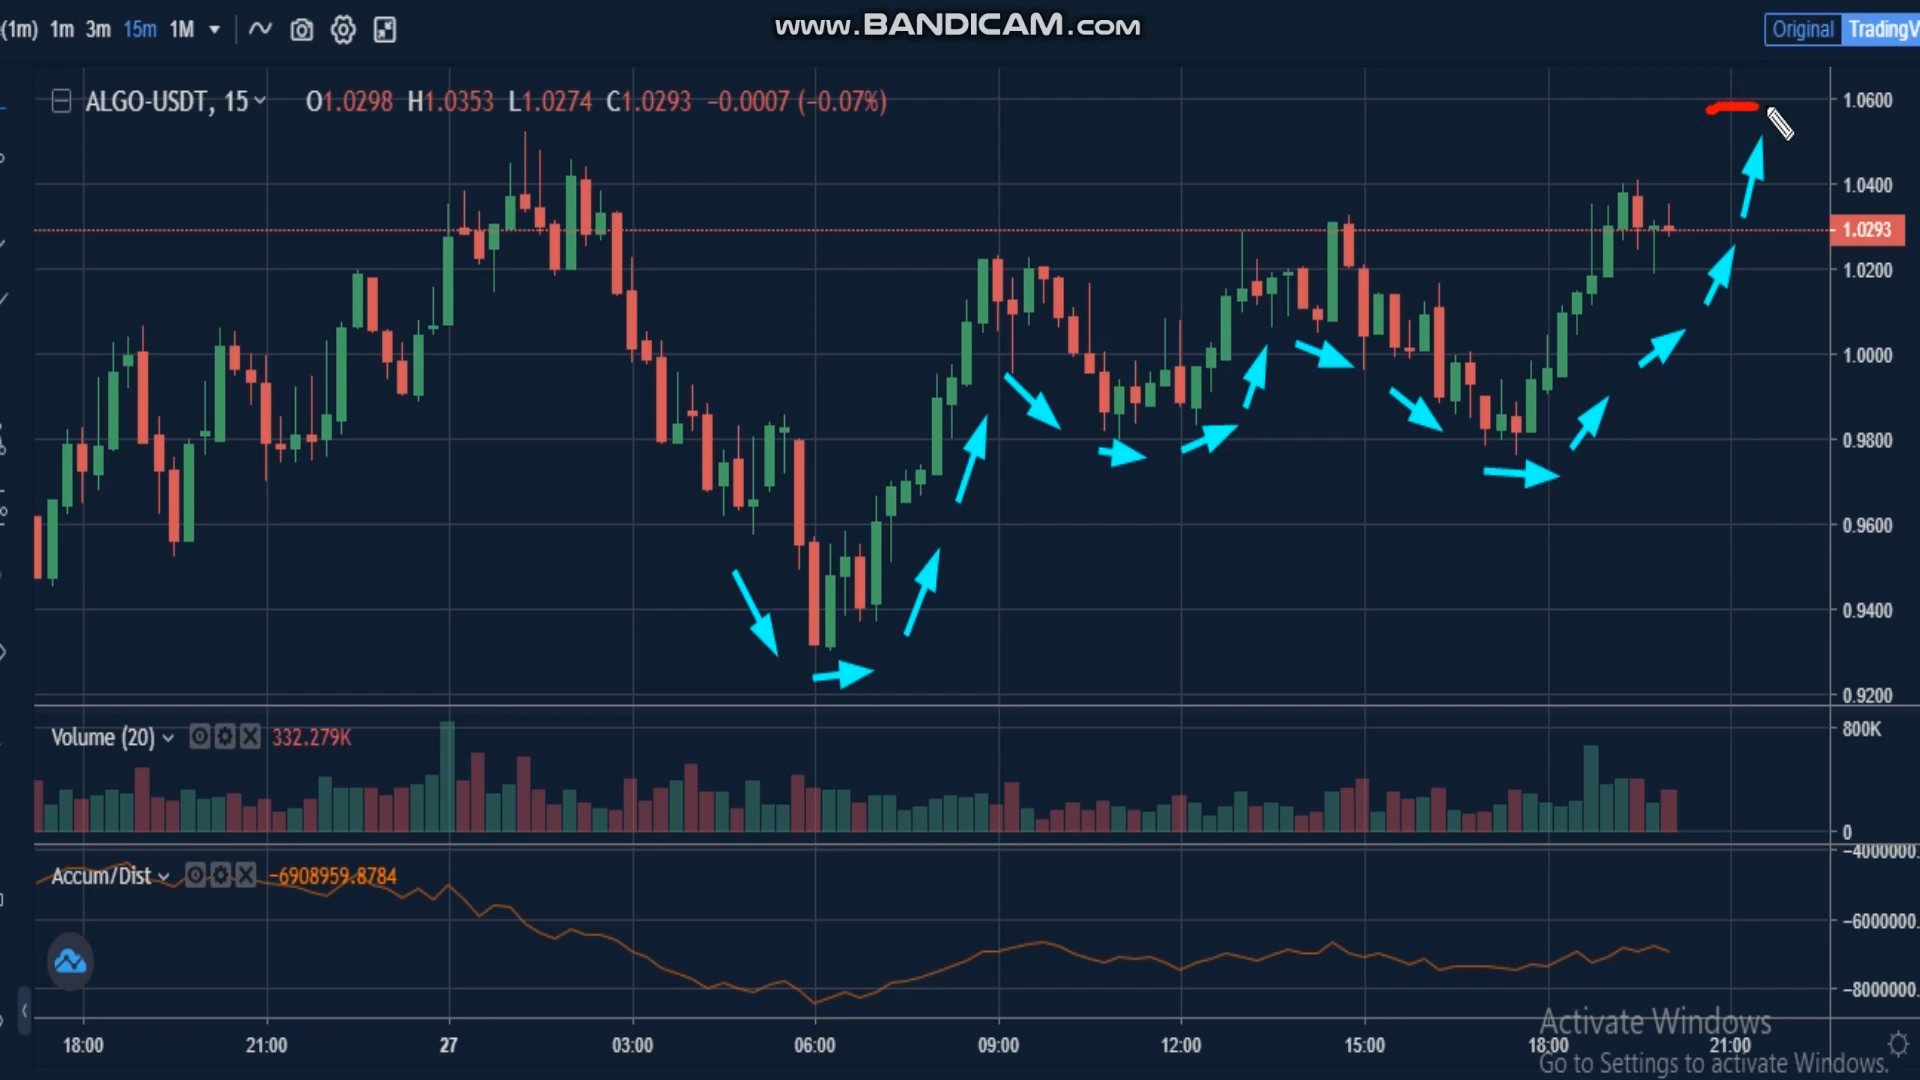 (1m) 1m 3m 15m 1M
www.BANDICAM.com
Original TradingV
ALGO-USDT, 15 O1.0298 H1.0353 L1.0274 C1.0293 −0.0007 (−0.07%)
1.0600
1.0400
1.0293
1.0200
1.0000
0.9800
0.9600
0.9400
0.9200
Volume (20) 332.279K
800K
0
Accum/Dist −6908959.8784
−4000000.
−6000000.
−8000000.
18:00 21:00 27 03:00 06:00 09:00 12:00 15:00 18:00 21:00
Activate Windows
Go to Settings to activate Windows.